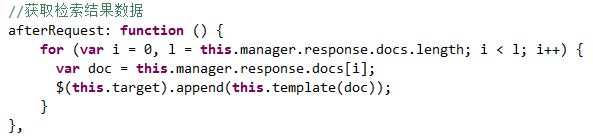 //获取检索结果数据
afterRequest: function () {
    for (var i = 0, l = this.manager.response.docs.length; i < l; i++) {
      var doc = this.manager.response.docs[i];
      $(this.target).append(this.template(doc));
    }
},